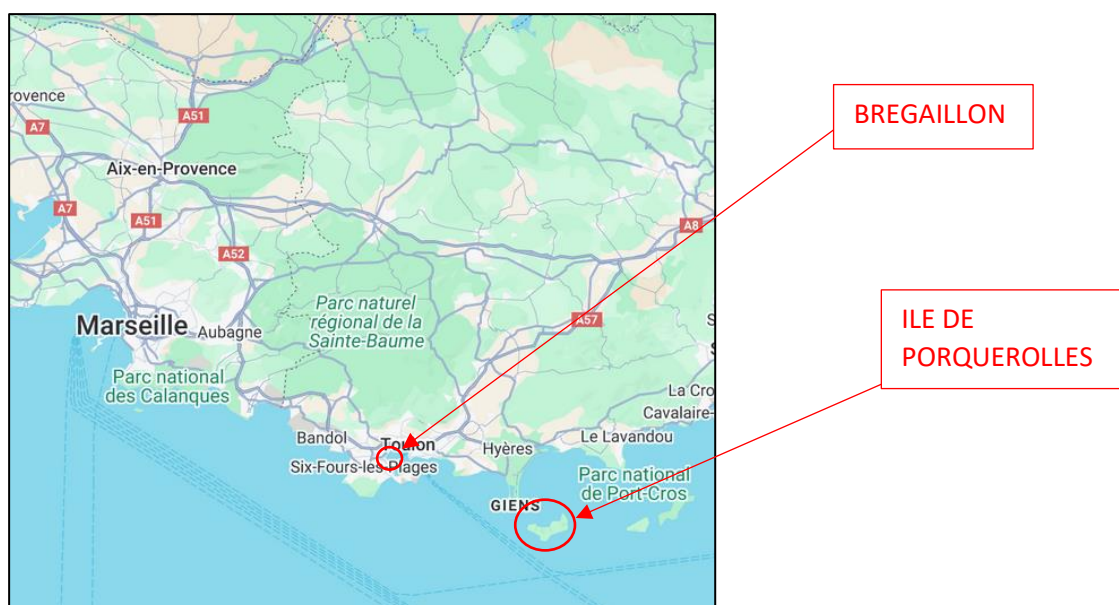 BREGAILLON
ILE DE
PORQUEROLLES
rovence
A7
A51
Aix-en-Provence
A7
A51
A52
A8
Parc naturel
régional de la
Sainte-Baume
A57
Marseille
Aubagne
S
S
Parc national
des Calanques
La Cro
Cavalaire-
Bandol
Toulon
Hyères
Le Lavandou
Six-Fours-les-Plages
Parc national
de Port-Cros
GIENS